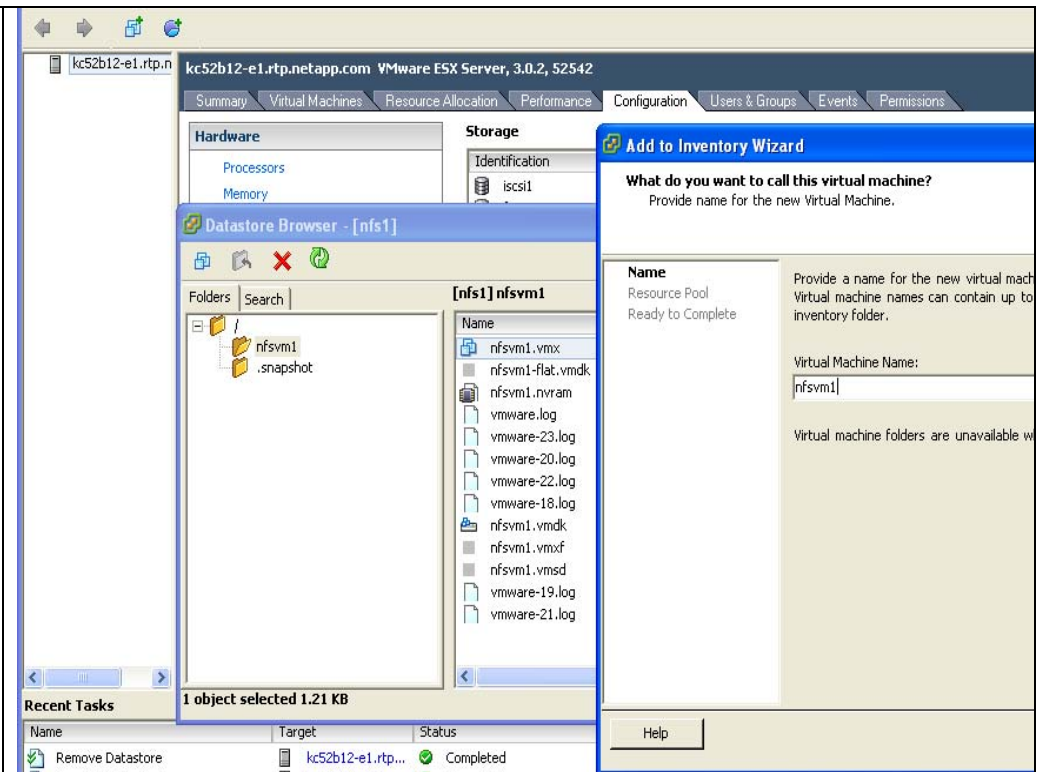 kc52b12-e1.rtp.n
kc52b12-e1.rtp.netapp.com VMware ESX Server, 3.0.2, 52542
Summary Virtual Machines Resource Allocation Performance Configuration Users & Groups Events Permissions
Hardware
Processors
Memory
Storage
Identification
iscsi1
Datastore Browser - [nfs1]
Folders Search
/
nfsvm1
.snapshot
[nfs1] nfsvm1
Name
nfsvm1.vmx
nfsvm1-flat.vmdk
nfsvm1.nvram
vmware.log
vmware-23.log
vmware-20.log
vmware-22.log
vmware-18.log
nfsvm1.vmdk
nfsvm1.vmxf
nfsvm1.vmsd
vmware-19.log
vmware-21.log
1 object selected 1.21 KB
Add to Inventory Wizard
What do you want to call this virtual machine?
Provide name for the new Virtual Machine.
Name
Resource Pool
Ready to Complete
Provide a name for the new virtual mach
Virtual machine names can contain up to
inventory folder.
Virtual Machine Name:
nfsvm1
Virtual machine folders are unavailable w
Help
Recent Tasks
Name Target Status
Remove Datastore kc52b12-e1.rtp... Completed